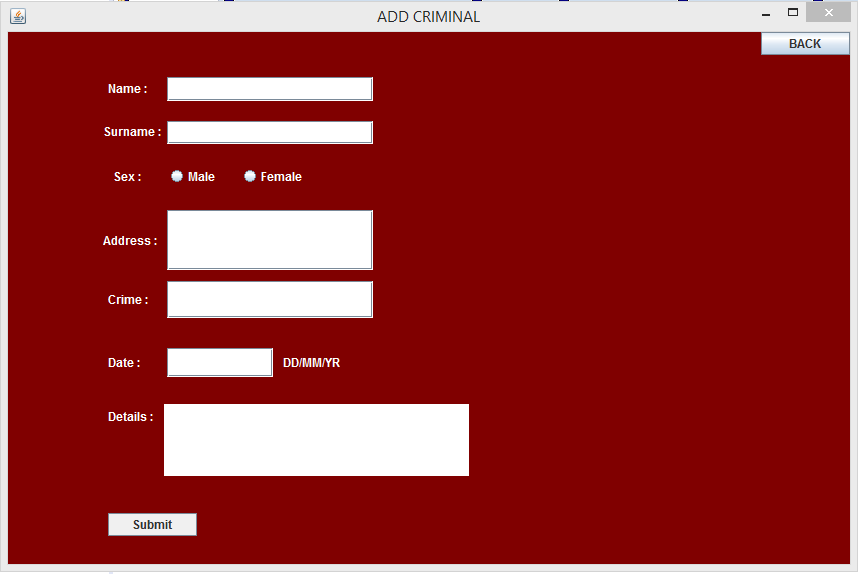 ADD CRIMINAL
BACK
Name :
Surname :
Sex : Male Female
Address :
Crime :
Date : DD/MM/YR
Details :
Submit